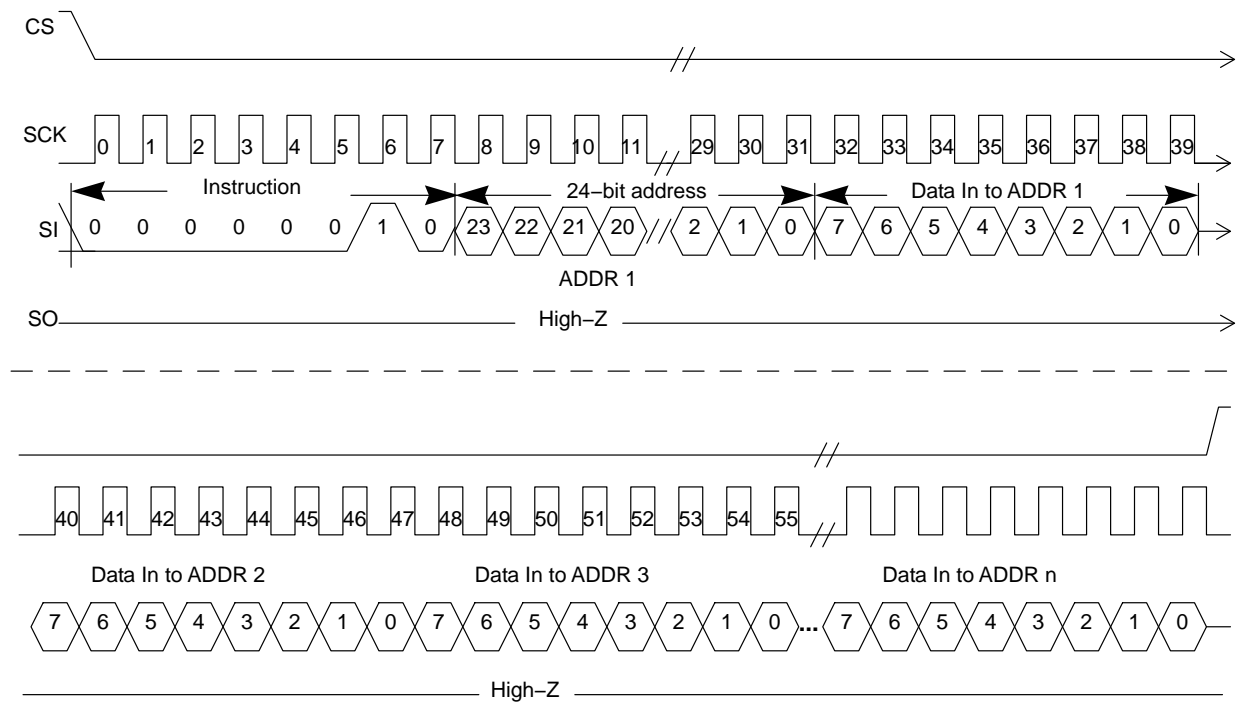 CS
SCK 0 1 2 3 4 5 6 7 8 9 10 11 29 30 31 32 33 34 35 36 37 38 39
Instruction 24−bit address Data In to ADDR 1
SI 0 0 0 0 0 0 1 0 23 22 21 20 2 1 0 7 6 5 4 3 2 1 0
ADDR 1
SO High−Z
40 41 42 43 44 45 46 47 48 49 50 51 52 53 54 55
Data In to ADDR 2 Data In to ADDR 3 Data In to ADDR n
7 6 5 4 3 2 1 0 7 6 5 4 3 2 1 0 ... 7 6 5 4 3 2 1 0
High−Z